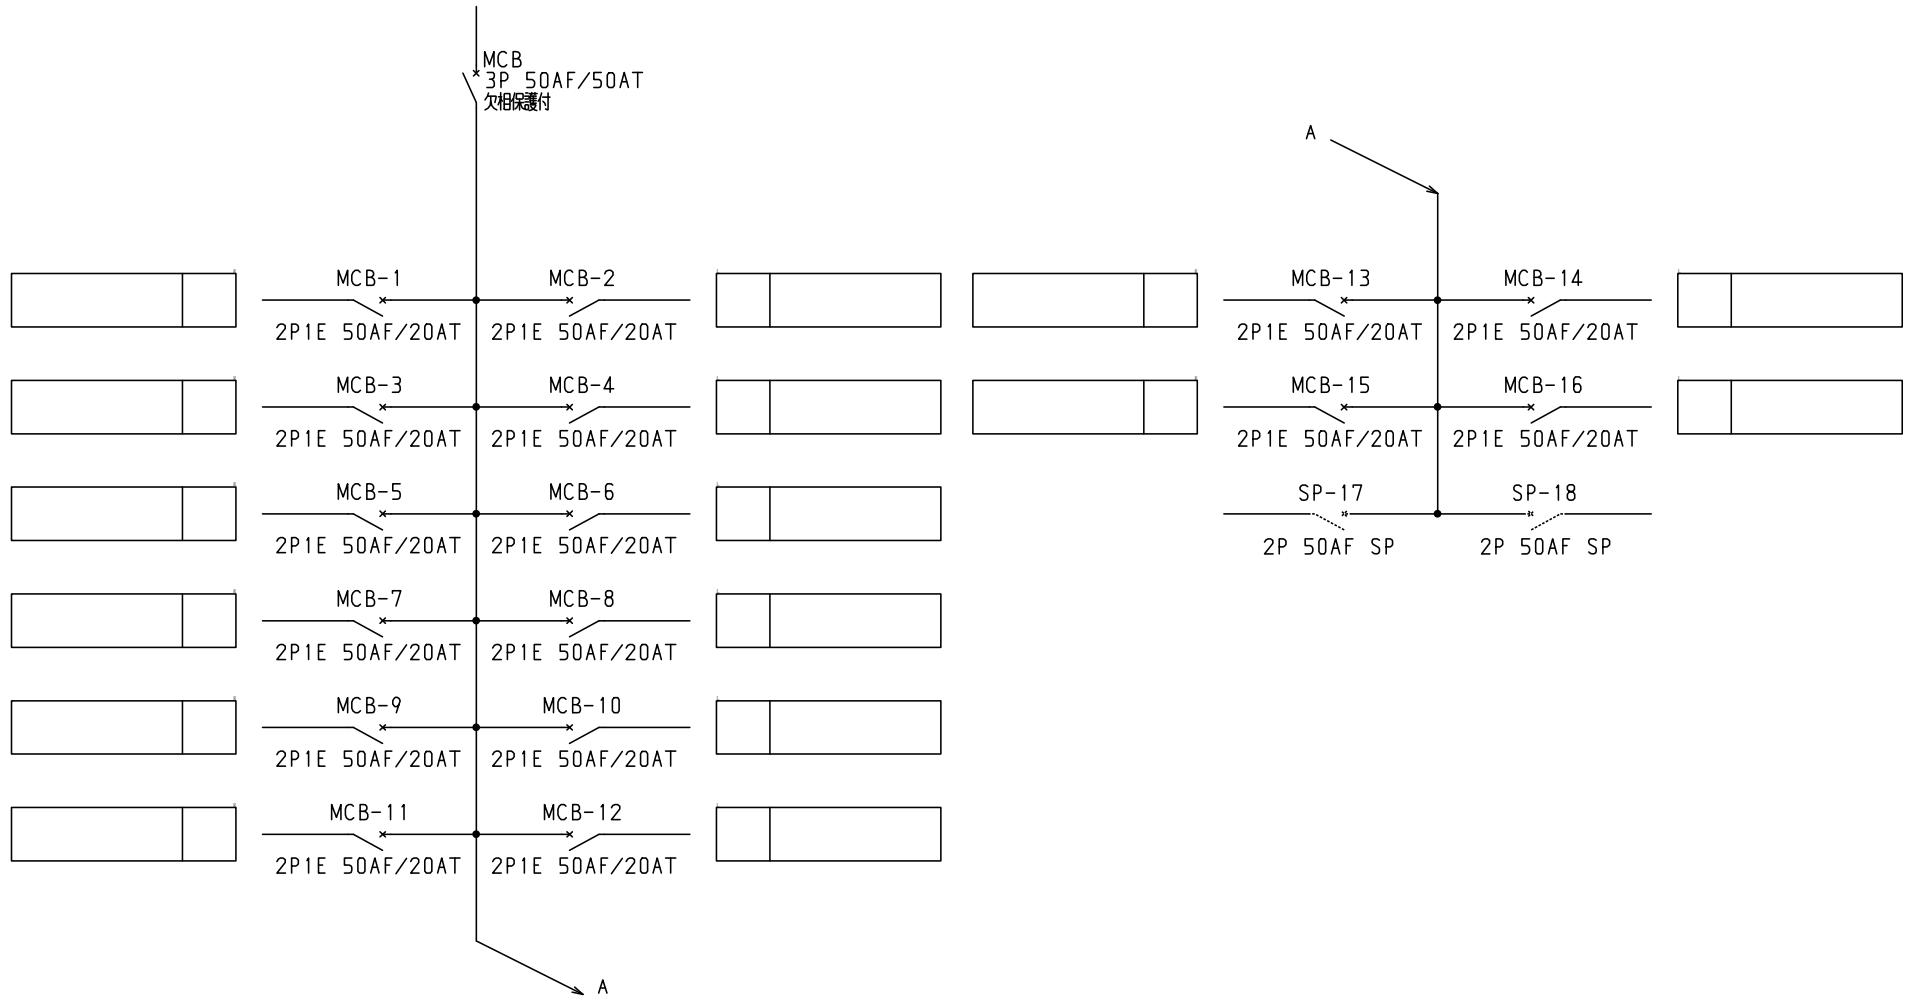 MCB
3P 50AF/50AT
欠相保護付
MCB-1
2P1E 50AF/20AT
MCB-2
2P1E 50AF/20AT
MCB-3
2P1E 50AF/20AT
MCB-4
2P1E 50AF/20AT
MCB-5
2P1E 50AF/20AT
MCB-6
2P1E 50AF/20AT
MCB-7
2P1E 50AF/20AT
MCB-8
2P1E 50AF/20AT
MCB-9
2P1E 50AF/20AT
MCB-10
2P1E 50AF/20AT
MCB-11
2P1E 50AF/20AT
MCB-12
2P1E 50AF/20AT
A
A
MCB-13
2P1E 50AF/20AT
MCB-14
2P1E 50AF/20AT
MCB-15
2P1E 50AF/20AT
MCB-16
2P1E 50AF/20AT
SP-17
2P 50AF SP
SP-18
2P 50AF SP